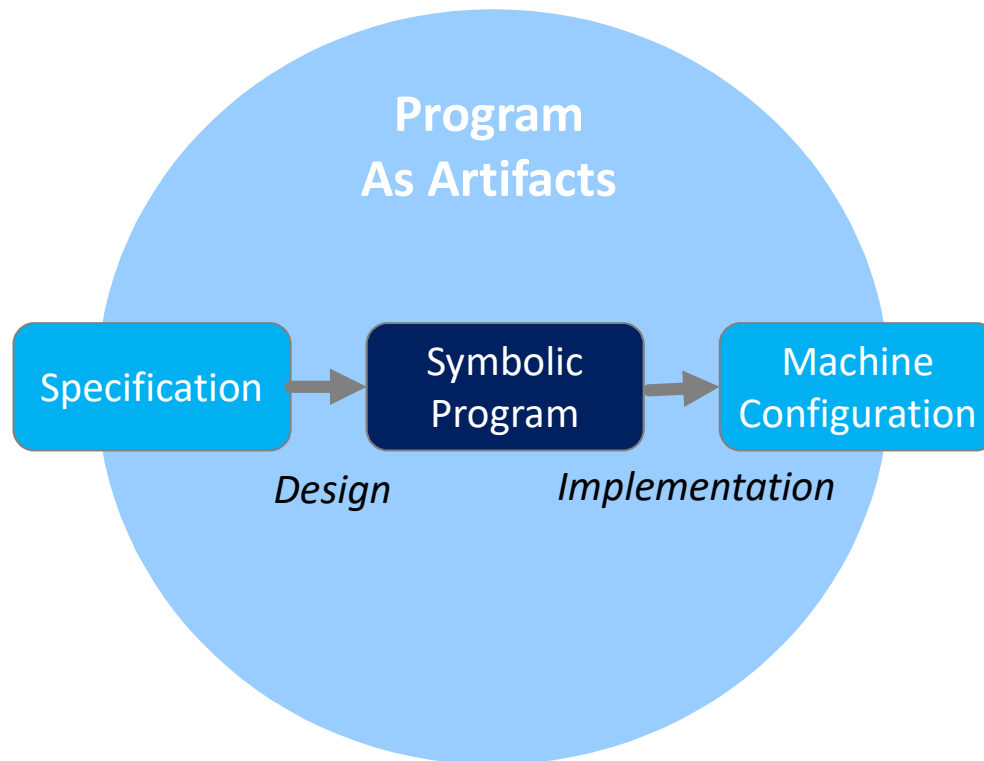 Program
As Artifacts
Specification
Symbolic
Program
Machine
Configuration
Design
Implementation